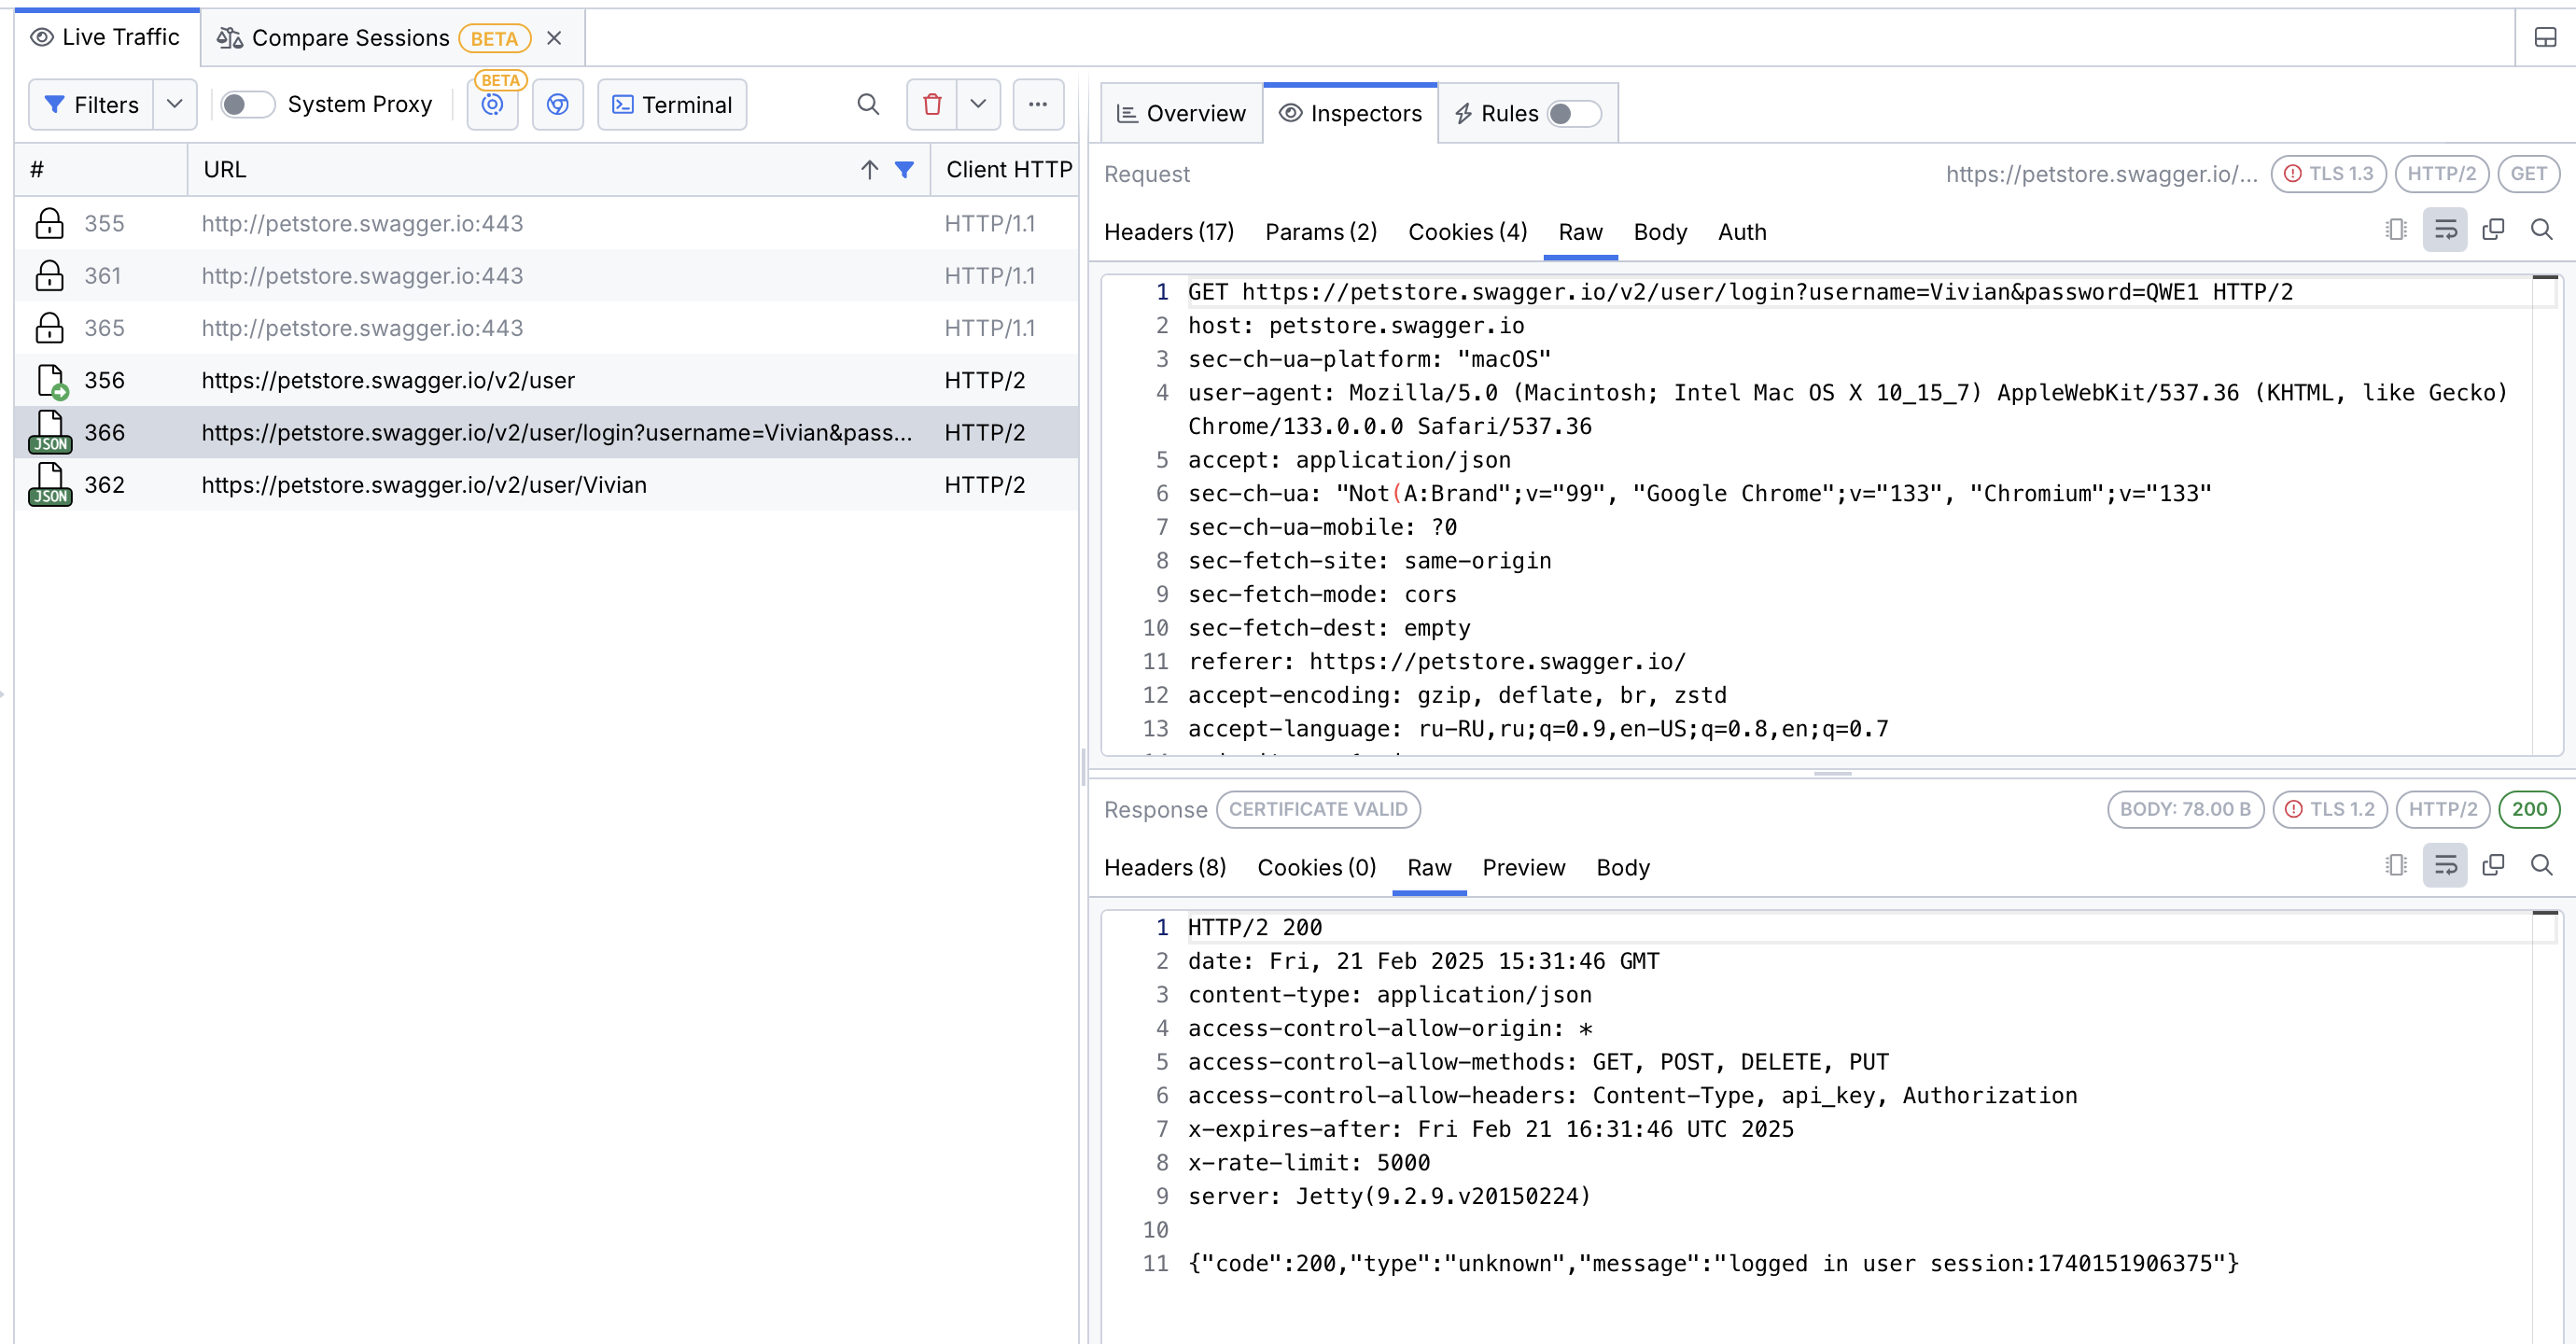 Live Traffic
Compare Sessions BETA
Filters
System Proxy
BETA
Terminal
# URL Client HTTP
355 http://petstore.swagger.io:443 HTTP/1.1
361 http://petstore.swagger.io:443 HTTP/1.1
365 http://petstore.swagger.io:443 HTTP/1.1
356 https://petstore.swagger.io/v2/user HTTP/2
JSON 366 https://petstore.swagger.io/v2/user/login?username=Vivian&pass... HTTP/2
JSON 362 https://petstore.swagger.io/v2/user/Vivian HTTP/2
Overview Inspectors Rules
Request https://petstore.swagger.io/... TLS 1.3 HTTP/2 GET
Headers (17) Params (2) Cookies (4) Raw Body Auth
1 GET https://petstore.swagger.io/v2/user/login?username=Vivian&password=QWE1 HTTP/2
2 host: petstore.swagger.io
3 sec-ch-ua-platform: "macOS"
4 user-agent: Mozilla/5.0 (Macintosh; Intel Mac OS X 10_15_7) AppleWebKit/537.36 (KHTML, like Gecko)
Chrome/133.0.0.0 Safari/537.36
5 accept: application/json
6 sec-ch-ua: "Not(A:Brand";v="99", "Google Chrome";v="133", "Chromium";v="133"
7 sec-ch-ua-mobile: ?0
8 sec-fetch-site: same-origin
9 sec-fetch-mode: cors
10 sec-fetch-dest: empty
11 referer: https://petstore.swagger.io/
12 accept-encoding: gzip, deflate, br, zstd
13 accept-language: ru-RU,ru;q=0.9,en-US;q=0.8,en;q=0.7
Response CERTIFICATE VALID BODY: 78.00 B TLS 1.2 HTTP/2 200
Headers (8) Cookies (0) Raw Preview Body
1 HTTP/2 200
2 date: Fri, 21 Feb 2025 15:31:46 GMT
3 content-type: application/json
4 access-control-allow-origin: *
5 access-control-allow-methods: GET, POST, DELETE, PUT
6 access-control-allow-headers: Content-Type, api_key, Authorization
7 x-expires-after: Fri Feb 21 16:31:46 UTC 2025
8 x-rate-limit: 5000
9 server: Jetty(9.2.9.v20150224)
10
11 {"code":200,"type":"unknown","message":"logged in user session:1740151906375"}